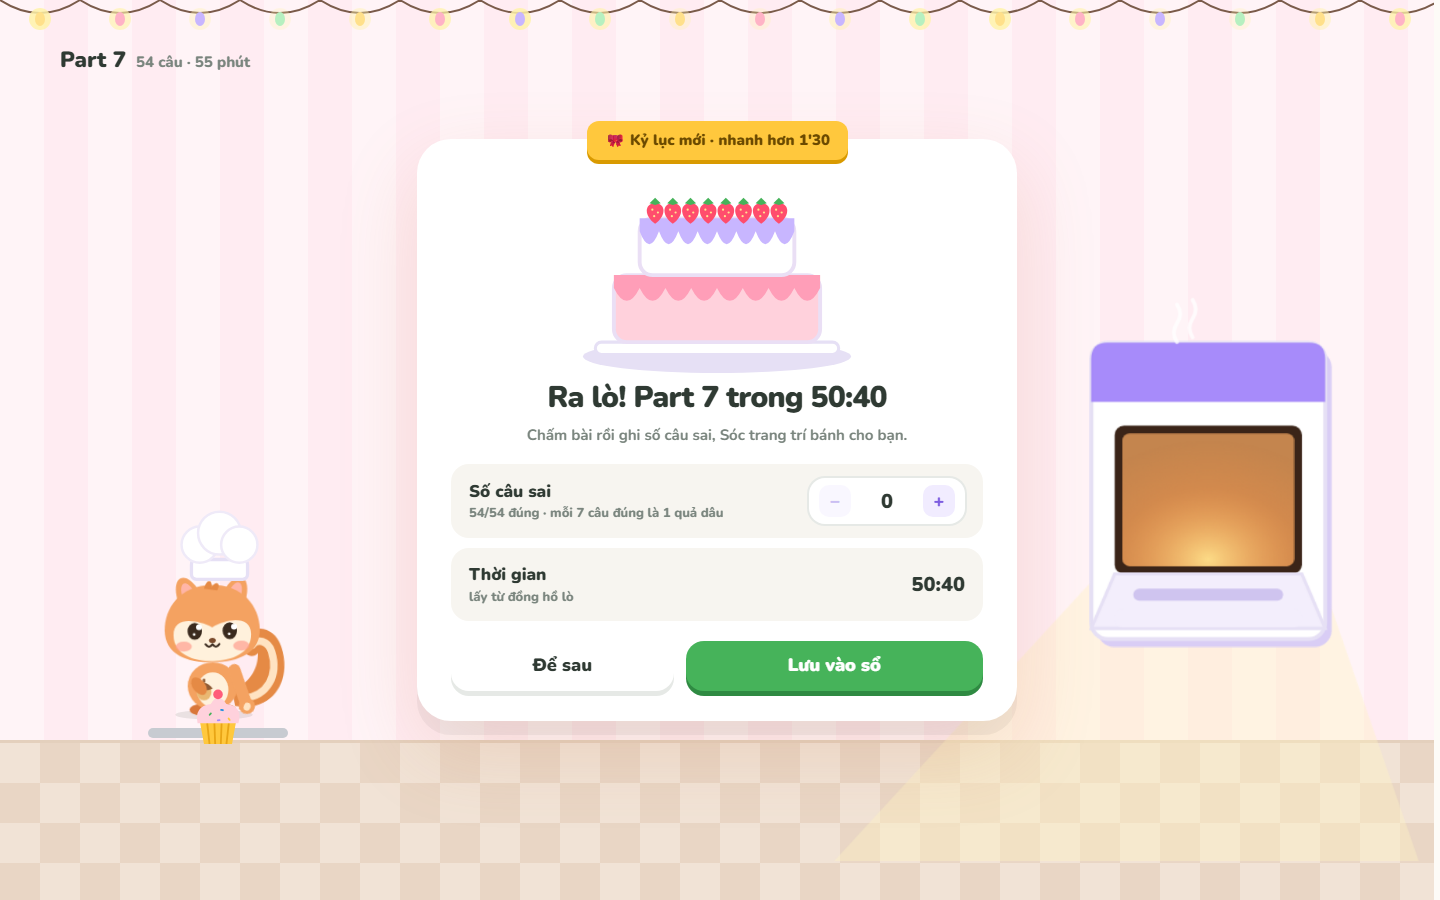 Part 7 54 câu · 55 phút
Kỷ lục mới · nhanh hơn 1'30
Ra lò! Part 7 trong 50:40
Chấm bài rồi ghi số câu sai, Sóc trang trí bánh cho bạn.
Số câu sai
54/54 đúng · mỗi 7 câu đúng là 1 quả dâu
− 0 +
Thời gian
lấy từ đồng hồ lò
50:40
Để sau
Lưu vào sổ